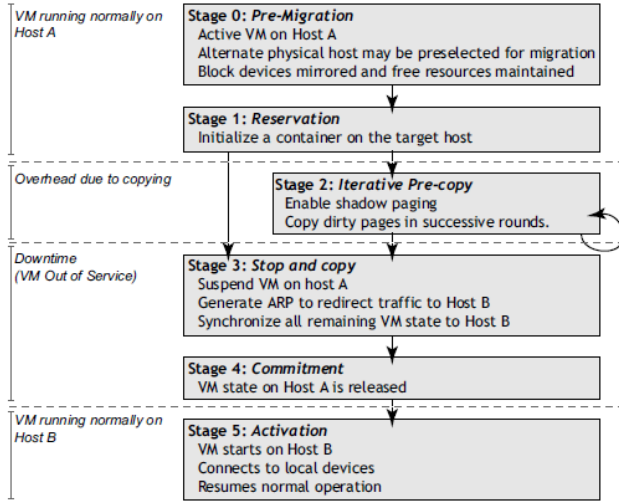 VM running normally on
Host A
Stage 0: Pre-Migration
Active VM on Host A
Alternate physical host may be preselected for migration
Block devices mirrored and free resources maintained
Stage 1: Reservation
Initialize a container on the target host
Overhead due to copying
Stage 2: Iterative Pre-copy
Enable shadow paging
Copy dirty pages in successive rounds.
Downtime
(VM Out of Service)
Stage 3: Stop and copy
Suspend VM on host A
Generate ARP to redirect traffic to Host B
Synchronize all remaining VM state to Host B
Stage 4: Commitment
VM state on Host A is released
VM running normally on
Host B
Stage 5: Activation
VM starts on Host B
Connects to local devices
Resumes normal operation